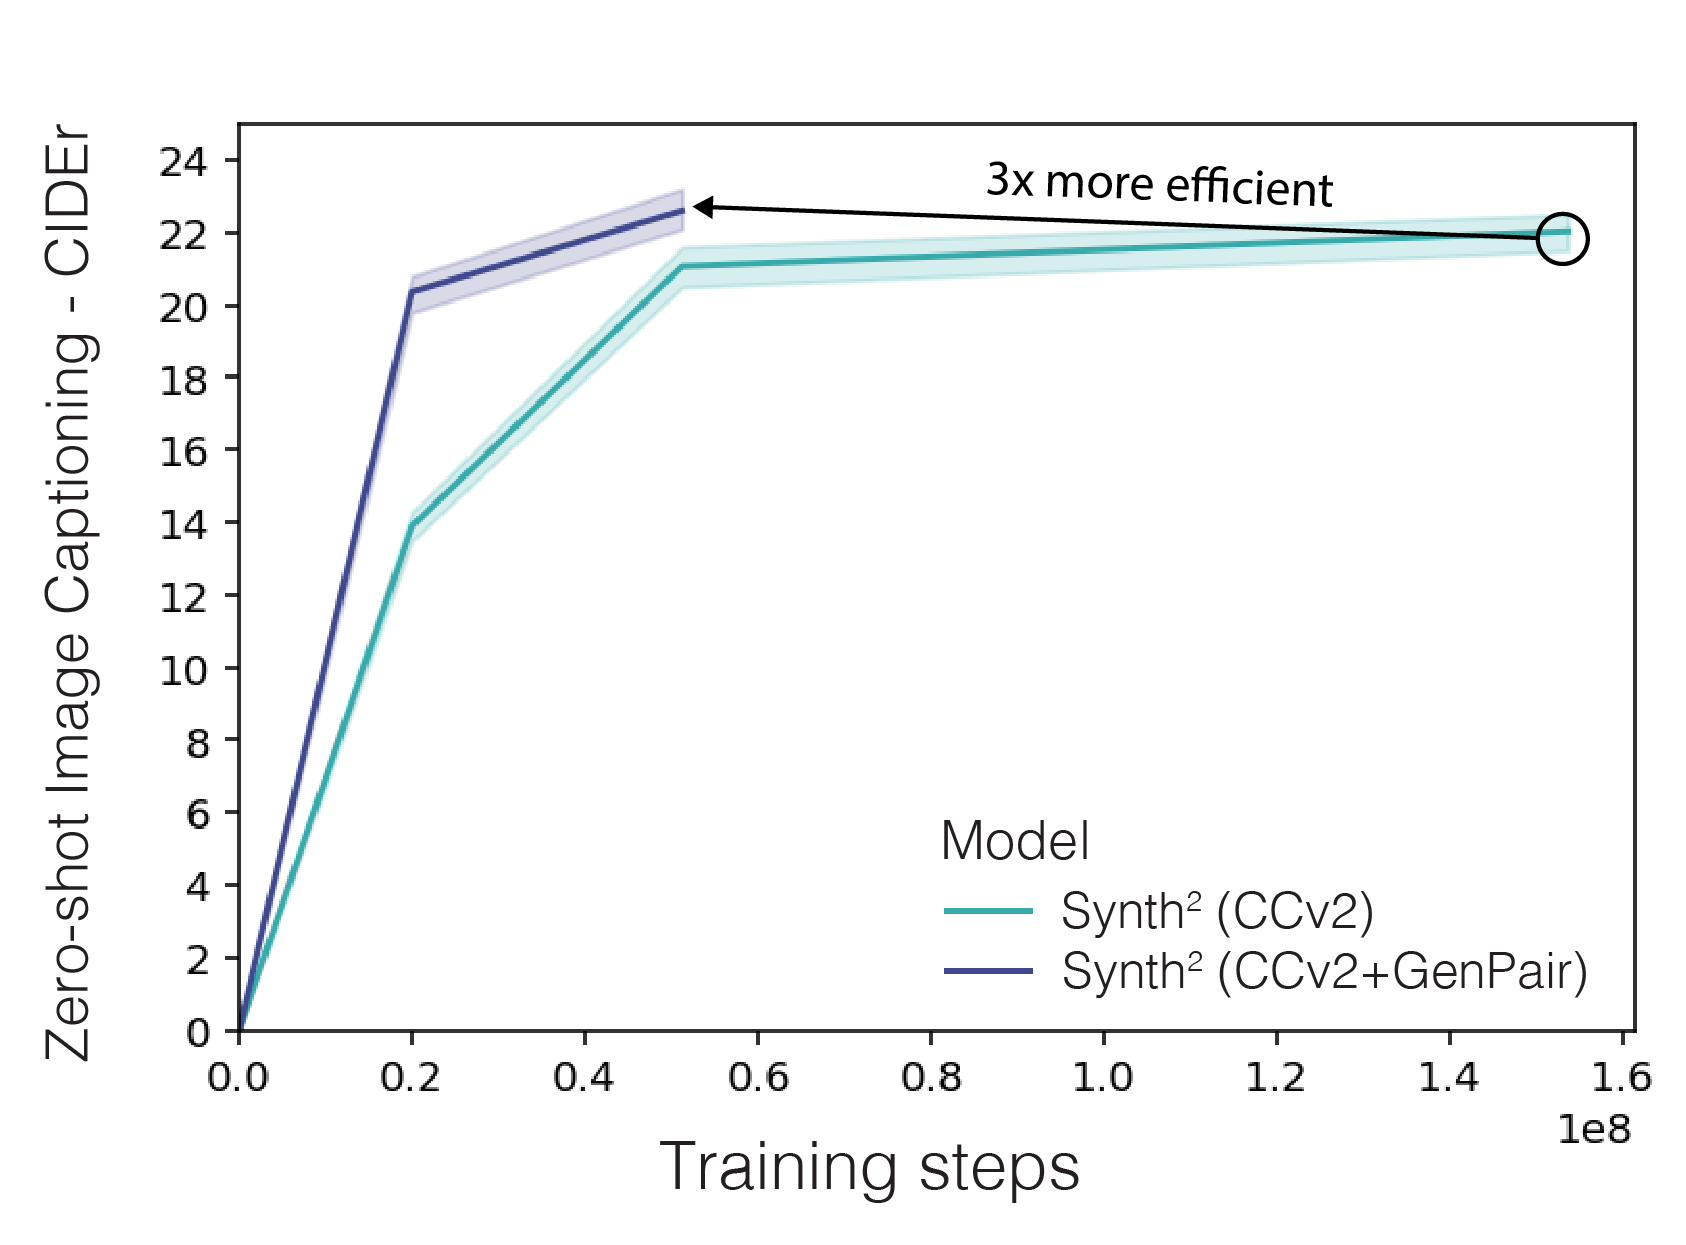 Zero-shot Image Captioning - CIDEr
24
22
20
18
16
14
12
10
8
6
4
2
0
3x more efficient
Model
Synth² (CCv2)
Synth² (CCv2+GenPair)
0.0 0.2 0.4 0.6 0.8 1.0 1.2 1.4 1.6
1e8
Training steps